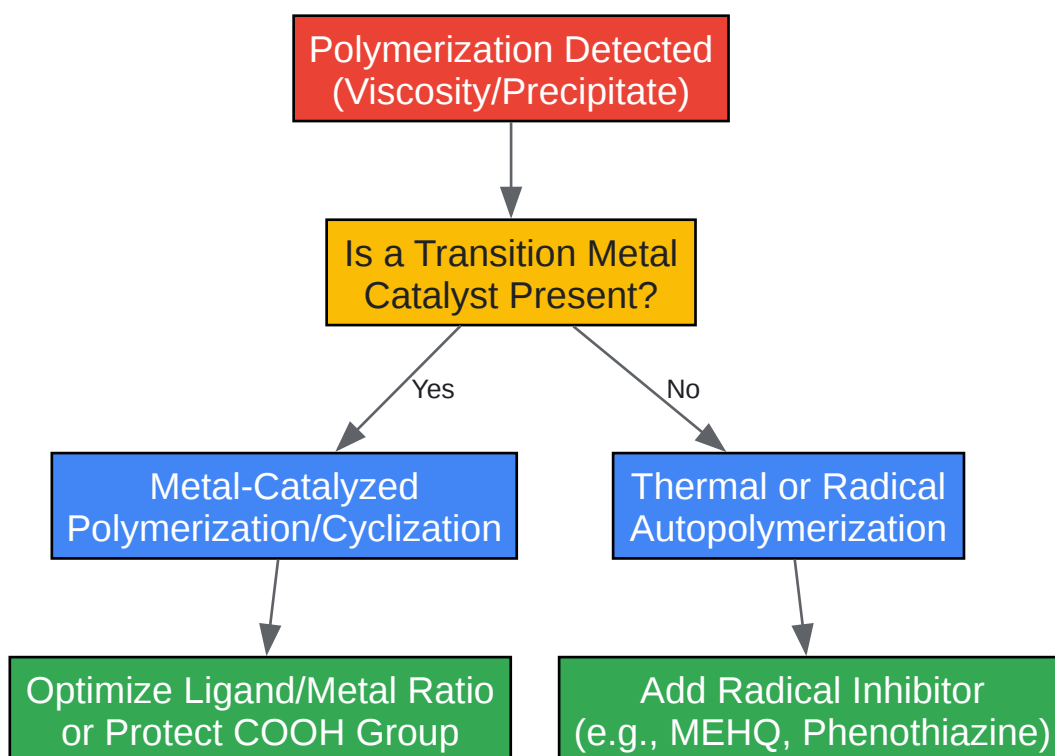 Polymerization Detected
(Viscosity/Precipitate)
Is a Transition Metal
Catalyst Present?
Yes
No
Metal-Catalyzed
Polymerization/Cyclization
Thermal or Radical
Autopolymerization
Optimize Ligand/Metal Ratio
or Protect COOH Group
Add Radical Inhibitor
(e.g., MEHQ, Phenothiazine)